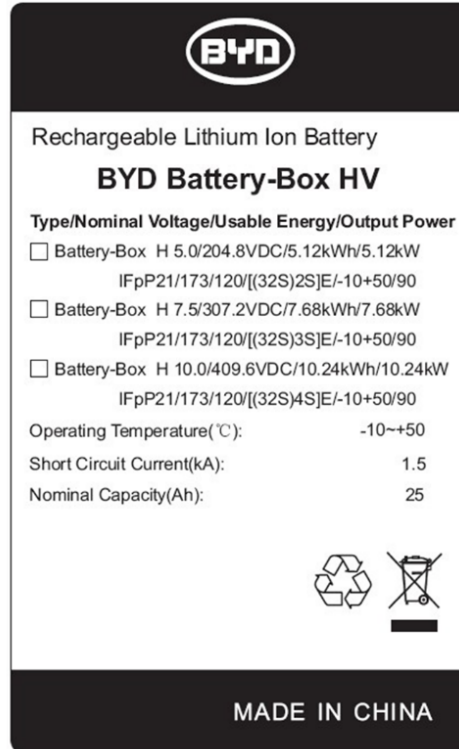 BYD
Rechargeable Lithium Ion Battery
BYD Battery-Box HV
Type/Nominal Voltage/Usable Energy/Output Power
Battery-Box H 5.0/204.8VDC/5.12kWh/5.12kW
IFpP21/173/120/[(32S)2S]E/-10+50/90
Battery-Box H 7.5/307.2VDC/7.68kWh/7.68kW
IFpP21/173/120/[(32S)3S]E/-10+50/90
Battery-Box H 10.0/409.6VDC/10.24kWh/10.24kW
IFpP21/173/120/[(32S)4S]E/-10+50/90
Operating Temperature(℃): -10~+50
Short Circuit Current(kA): 1.5
Nominal Capacity(Ah): 25
MADE IN CHINA